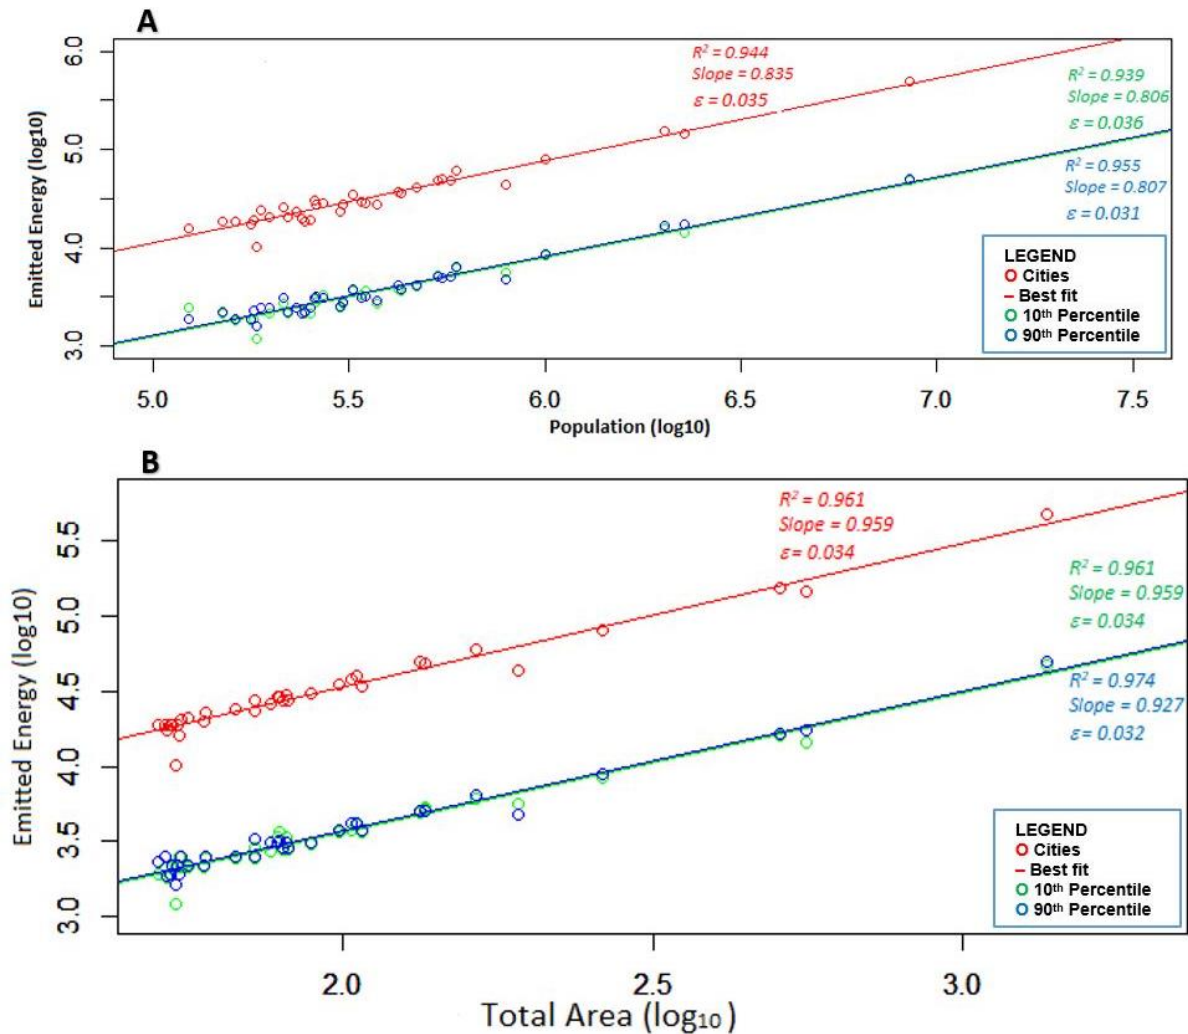 A
R² = 0.944
Slope = 0.835
ε = 0.035
R² = 0.939
Slope = 0.806
ε = 0.036
R² = 0.955
Slope = 0.807
ε = 0.031
Emitted Energy (log10)
6.0
5.0
4.0
3.0
LEGEND
Cities
Best fit
10th Percentile
90th Percentile
5.0 5.5 6.0 6.5 7.0 7.5
Population (log10)
B
R² = 0.961
Slope = 0.959
ε = 0.034
R² = 0.961
Slope = 0.959
ε = 0.034
R² = 0.974
Slope = 0.927
ε = 0.032
Emitted Energy (log10)
5.5
5.0
4.5
4.0
3.5
3.0
LEGEND
Cities
Best fit
10th Percentile
90th Percentile
2.0 2.5 3.0
Total Area (log₁₀)